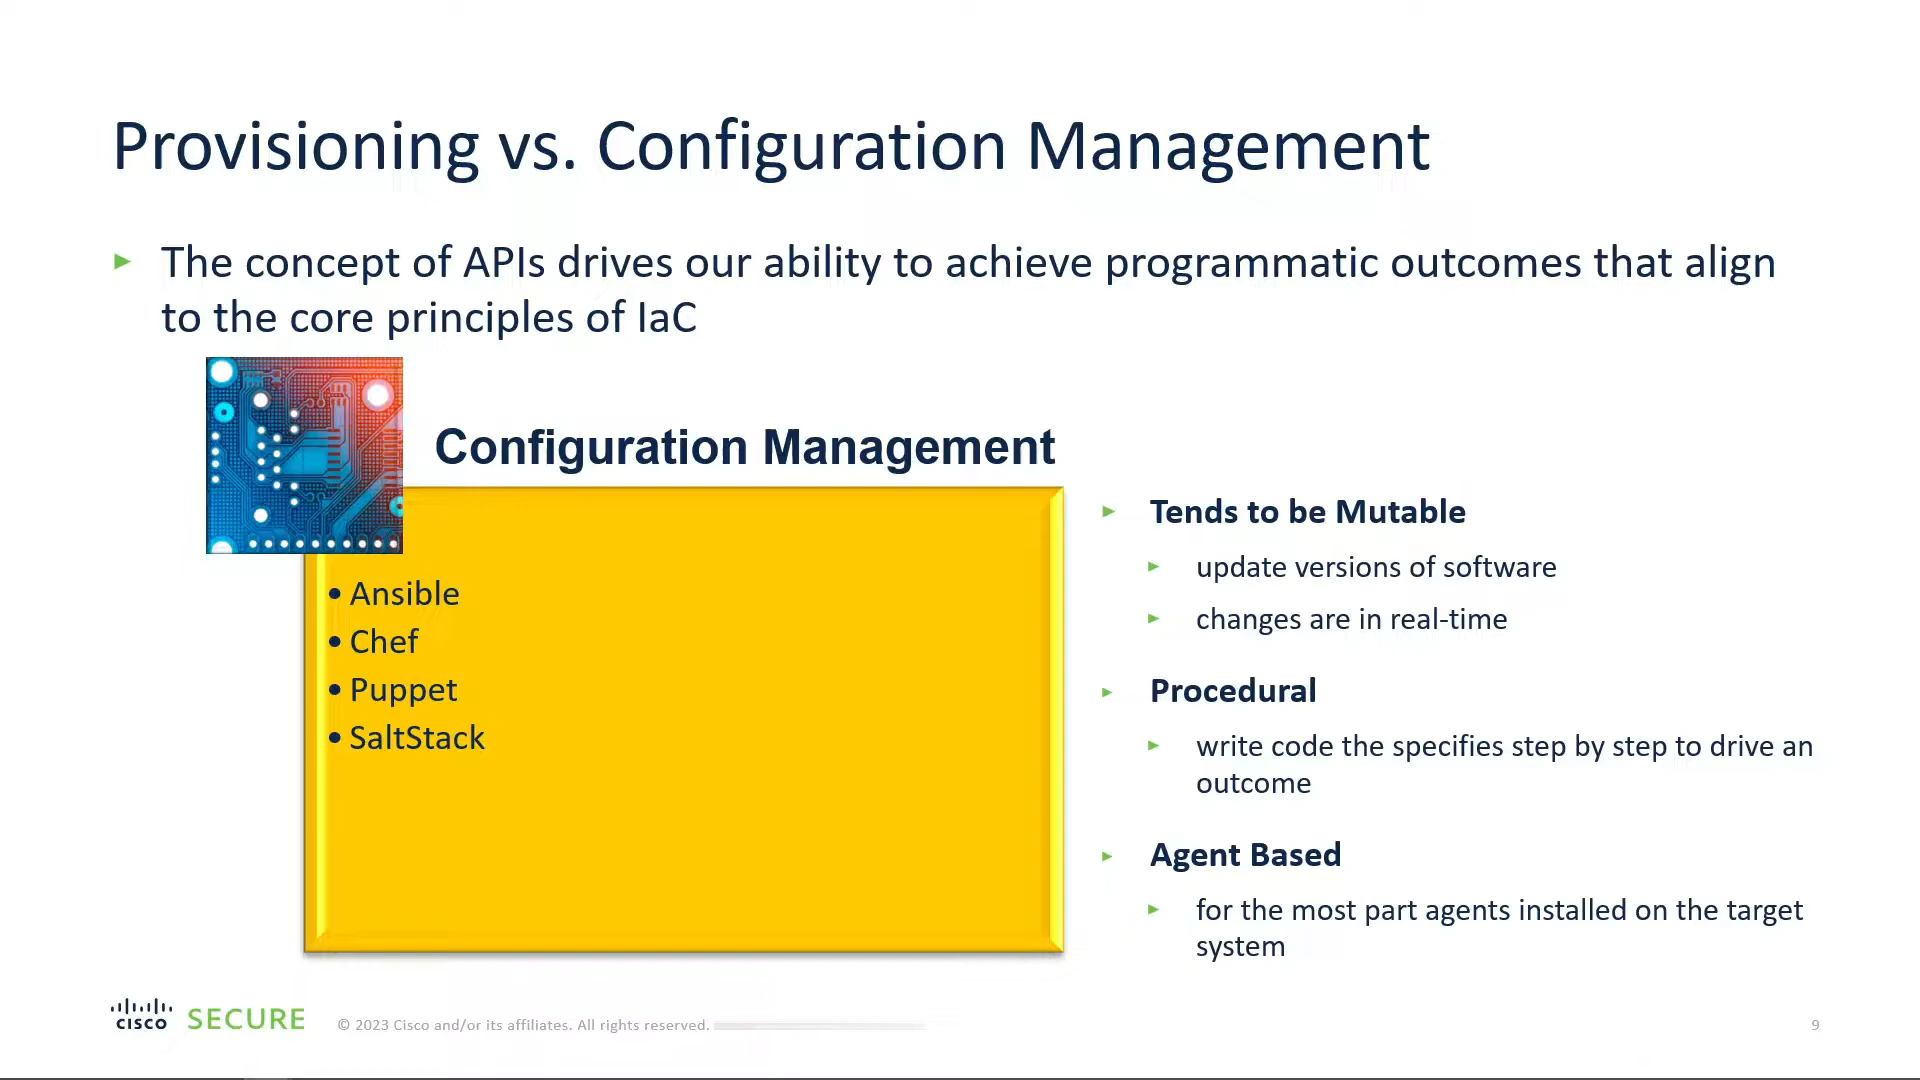 Provisioning vs. Configuration Management
The concept of APIs drives our ability to achieve programmatic outcomes that align
to the core principles of IaC
Configuration Management
• Ansible
• Chef
• Puppet
• SaltStack
Tends to be Mutable
update versions of software
changes are in real-time
Procedural
write code the specifies step by step to drive an
outcome
Agent Based
for the most part agents installed on the target
system
cisco SECURE © 2023 Cisco and/or its affiliates. All rights reserved. 9